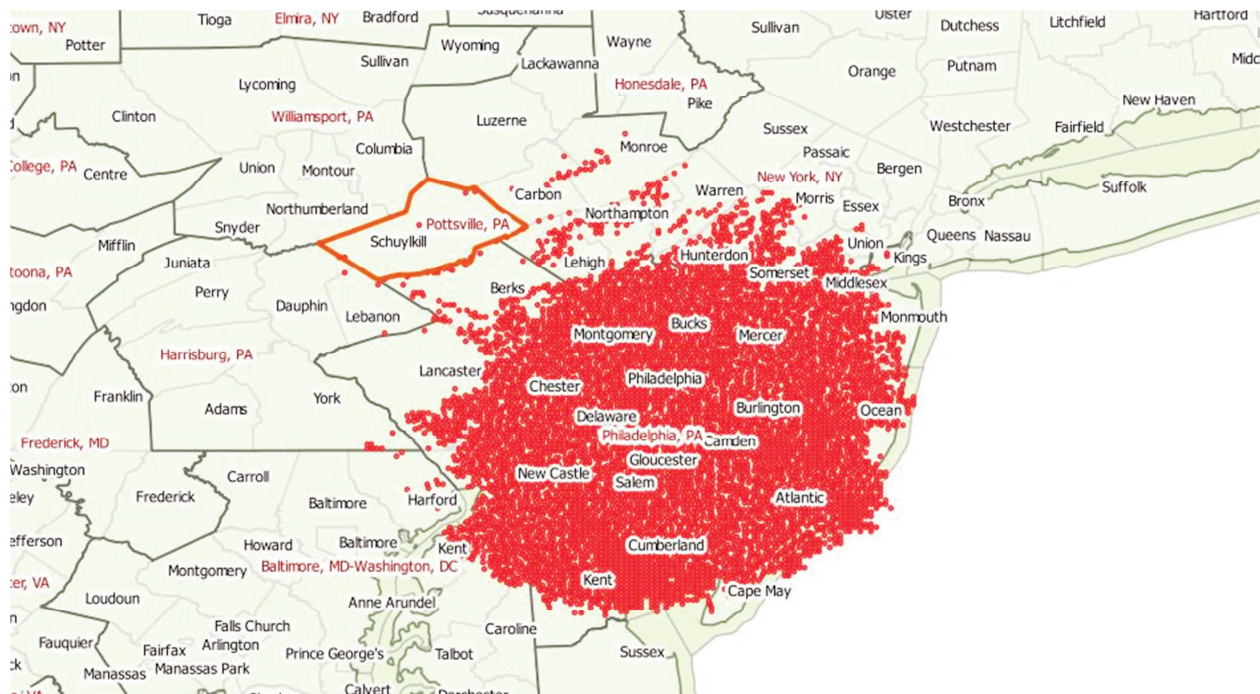 Tioga
Elmira, NY
Bradford
Susquehanna
Sullivan
Ulster
Dutchess
Litchfield
Hartford
Potter
Wyoming
Wayne
Sullivan
Lackawanna
Putnam
Orange
Lycoming
Honesdale, PA
Pike
New Haven
Clinton
Williamsport, PA
Luzerne
Sussex
Westchester
Fairfield
Columbia
Monroe
Passaic
Centre
Union
Montour
Bergen
New York, NY
Suffolk
Carbon
Warren
Morris
Essex
Bronx
Northumberland
Northampton
Snyder
Pottsville, PA
Schuylkill
Queens
Nassau
Mifflin
Union
Kings
Juniata
Lehigh
Hunterdon
Somerset
Middlesex
Perry
Berks
Dauphin
Lebanon
Monmouth
Montgomery
Bucks
Mercer
Harrisburg, PA
Lancaster
Chester
Philadelphia
Franklin
York
Adams
Delaware
Burlington
Ocean
Frederick, MD
Philadelphia, PA
Camden
Washington
Gloucester
Carroll
New Castle
Salem
Frederick
Baltimore
Harford
Atlantic
Howard
Baltimore
Kent
Cumberland
Montgomery
Baltimore, MD-Washington, DC
Kent
Cape May
Loudoun
Anne Arundel
Falls Church
Caroline
Fauquier
Fairfax
Arlington
Prince George's
Talbot
Sussex
Manassas
Manassas Park
Calvert
Dorchester